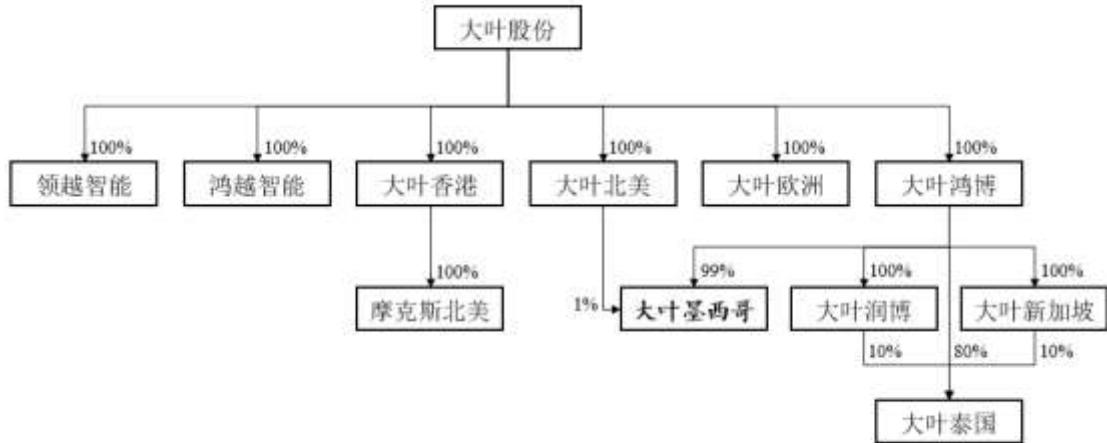 大叶股份
100% 100% 100% 100% 100% 100%
领越智能 鸿越智能 大叶香港 大叶北美 大叶欧洲 大叶鸿博
100% 99% 100% 100%
摩克斯北美 1% 大叶墨西哥 大叶润博 大叶新加坡
10% 80% 10%
大叶泰国